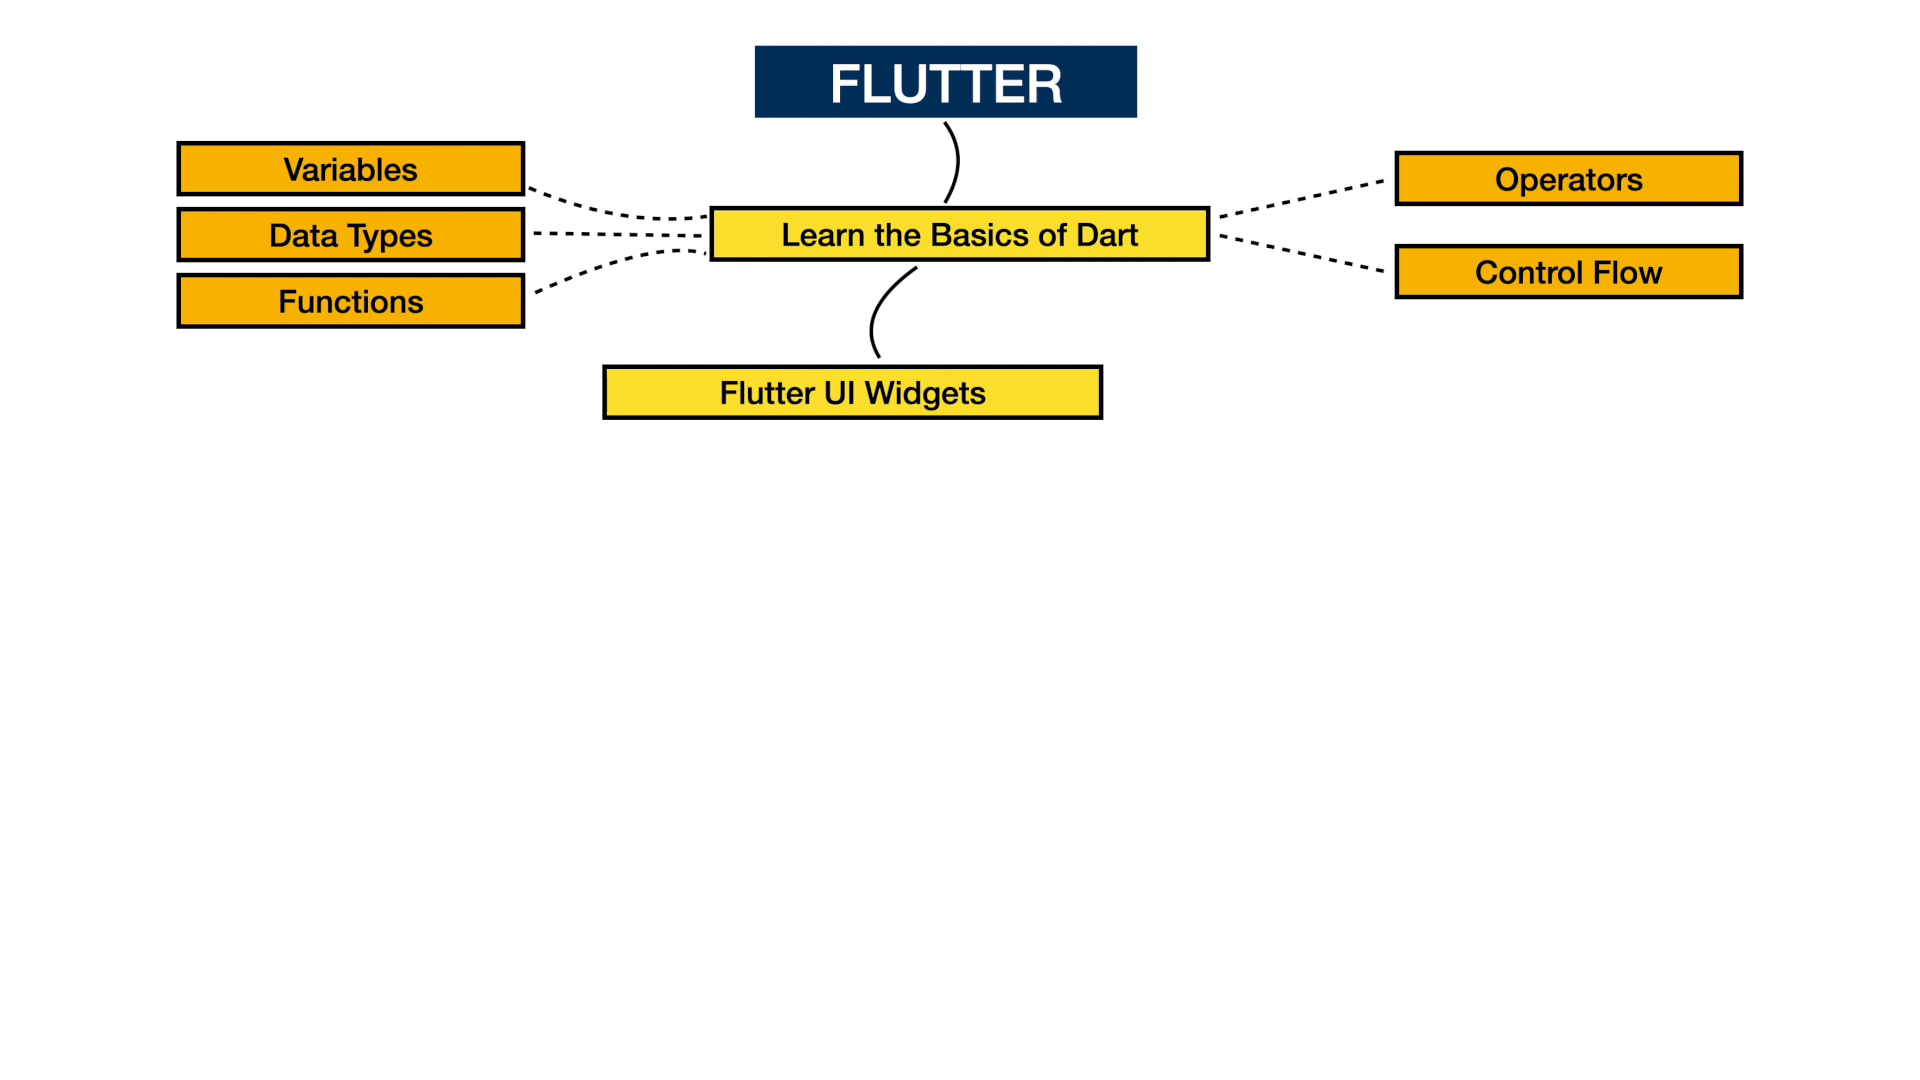 FLUTTER
Variables
Data Types
Functions
Learn the Basics of Dart
Operators
Control Flow
Flutter UI Widgets